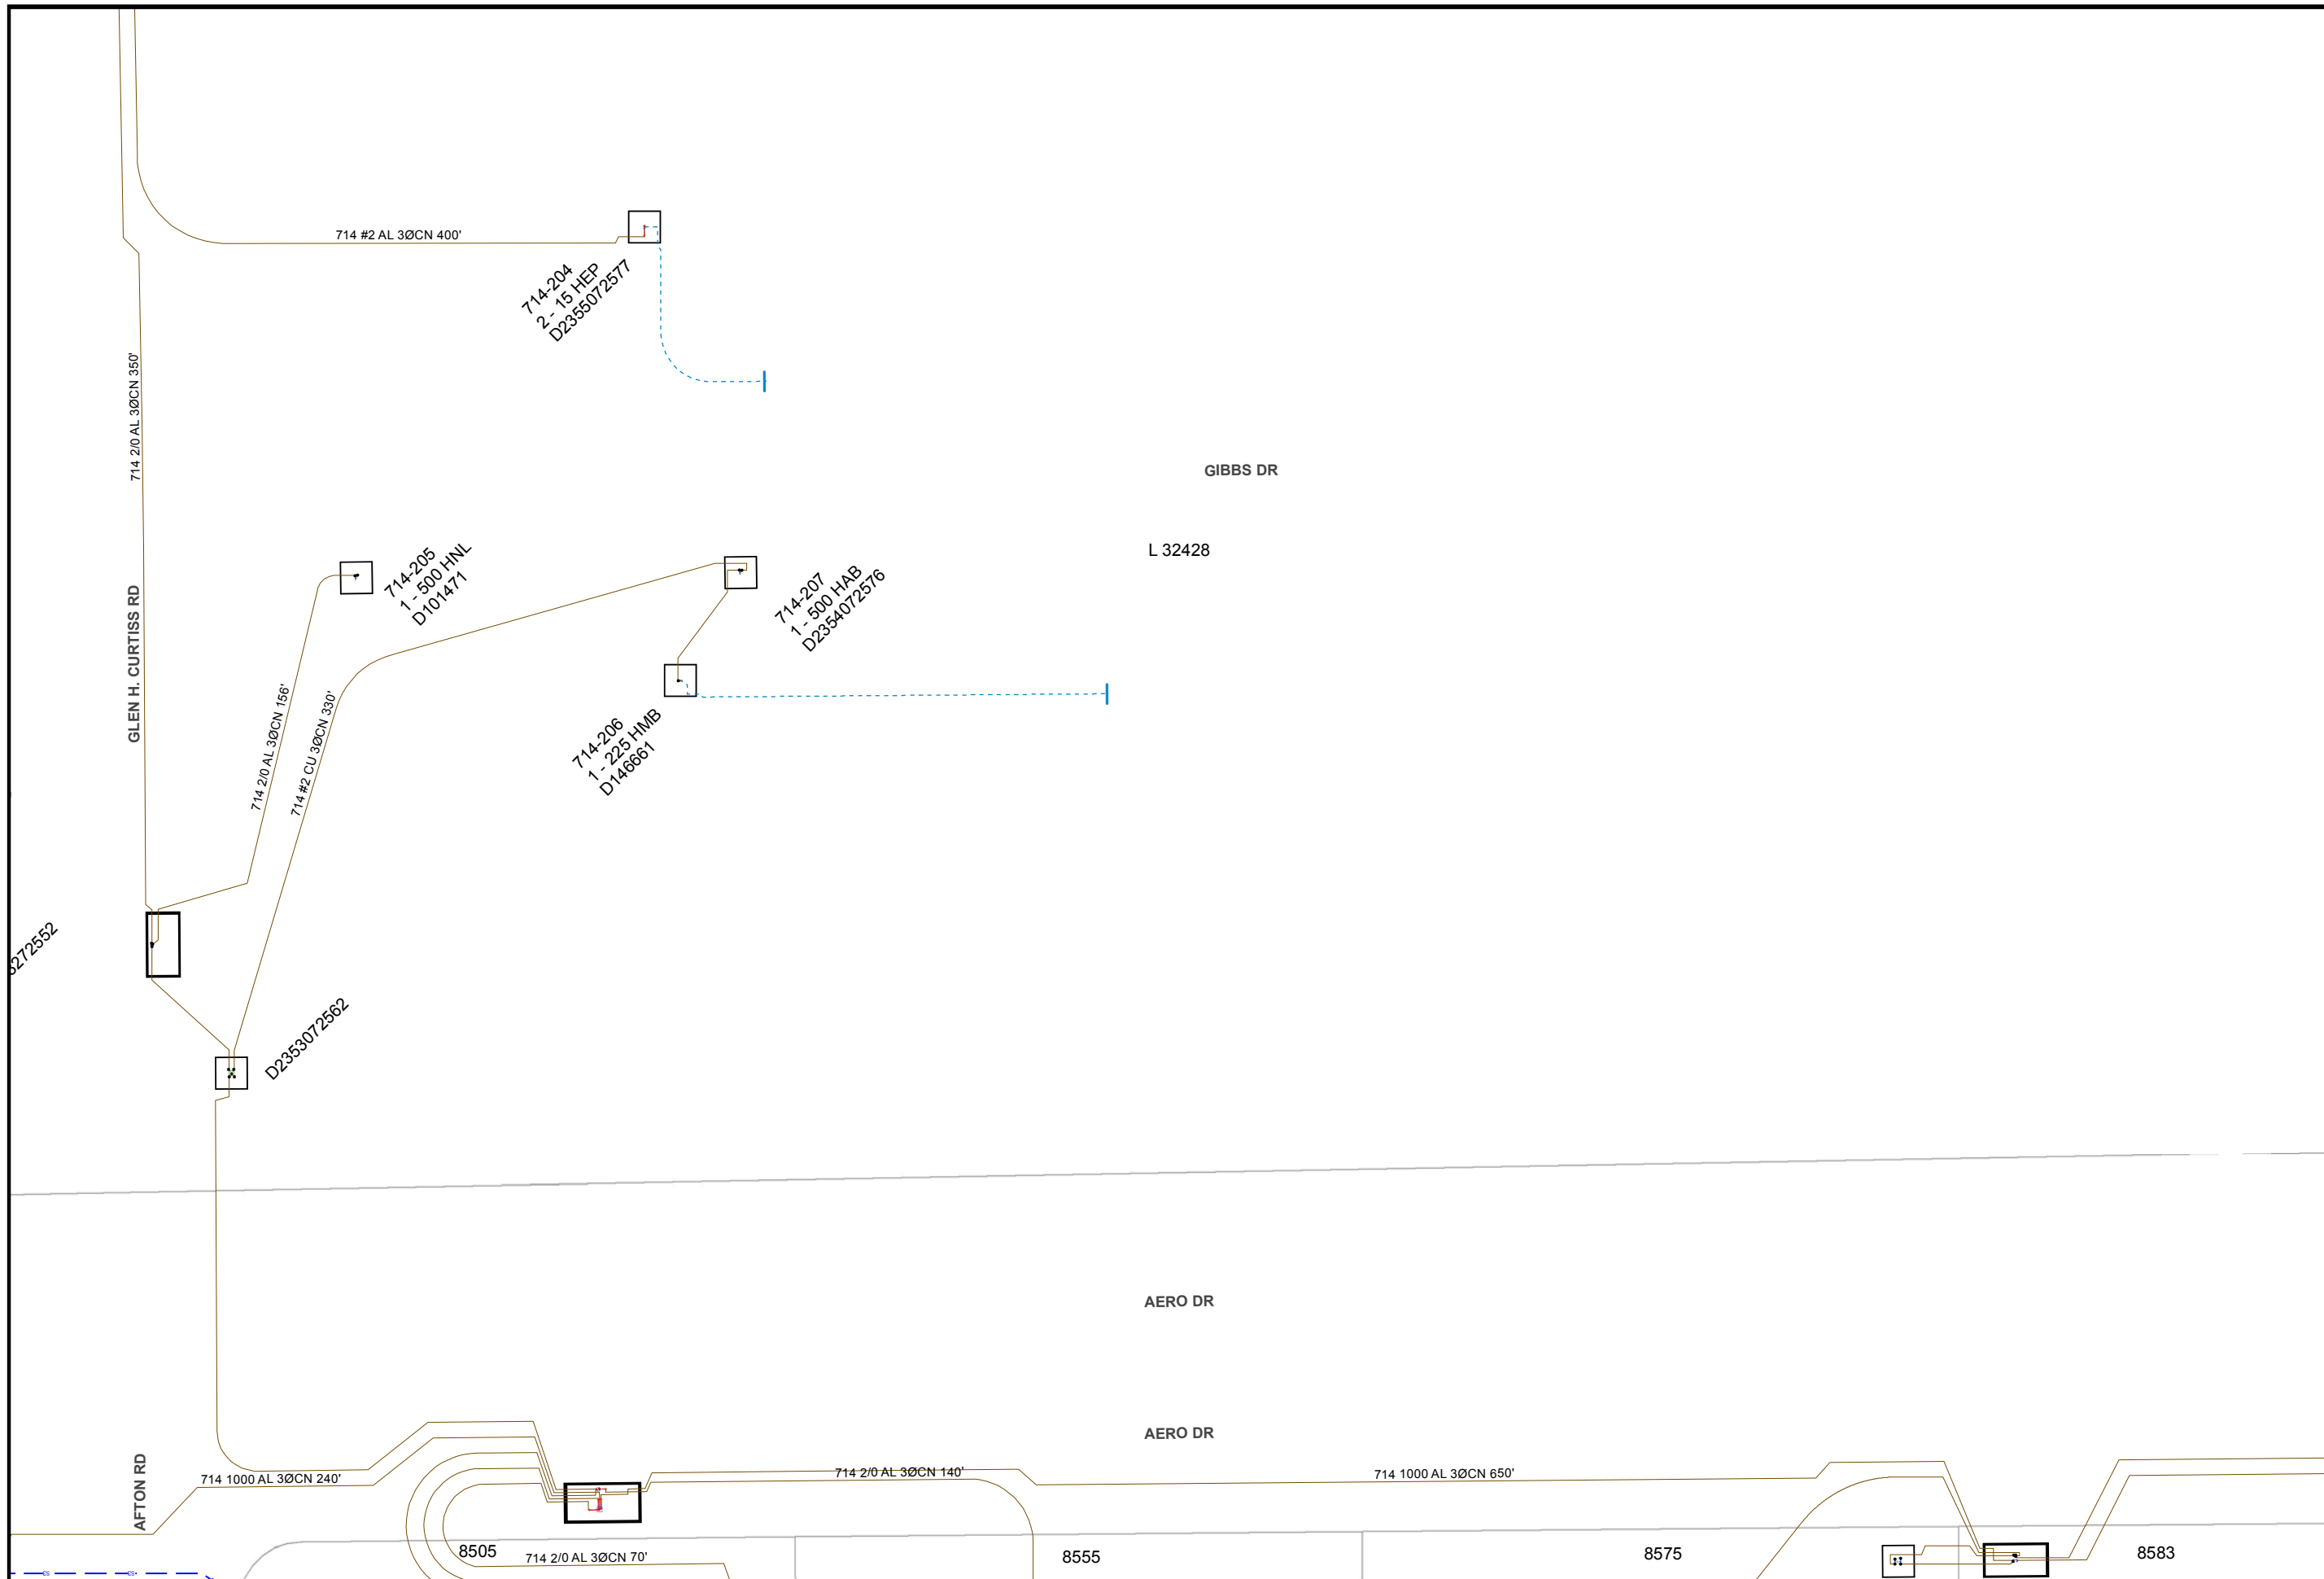 714 #2 AL 3ØCN 400'
714-204
2 - 15 HEP
D2355072577
714 2/0 AL 3ØCN 350'
GIBBS DR
L 32428
714-205
1 - 500 HNL
D101471
714-207
1 - 500 HAB
D2354072576
GLEN H. CURTISS RD
714 2/0 AL 3ØCN 156'
714 #2 CU 3ØCN 330'
714-206
1 - 225 HMB
D146661
272552
D2353072562
AERO DR
AERO DR
AFTON RD
714 1000 AL 3ØCN 240'
714 2/0 AL 3ØCN 140'
714 1000 AL 3ØCN 650'
8505
714 2/0 AL 3ØCN 70'
8555
8575
8583